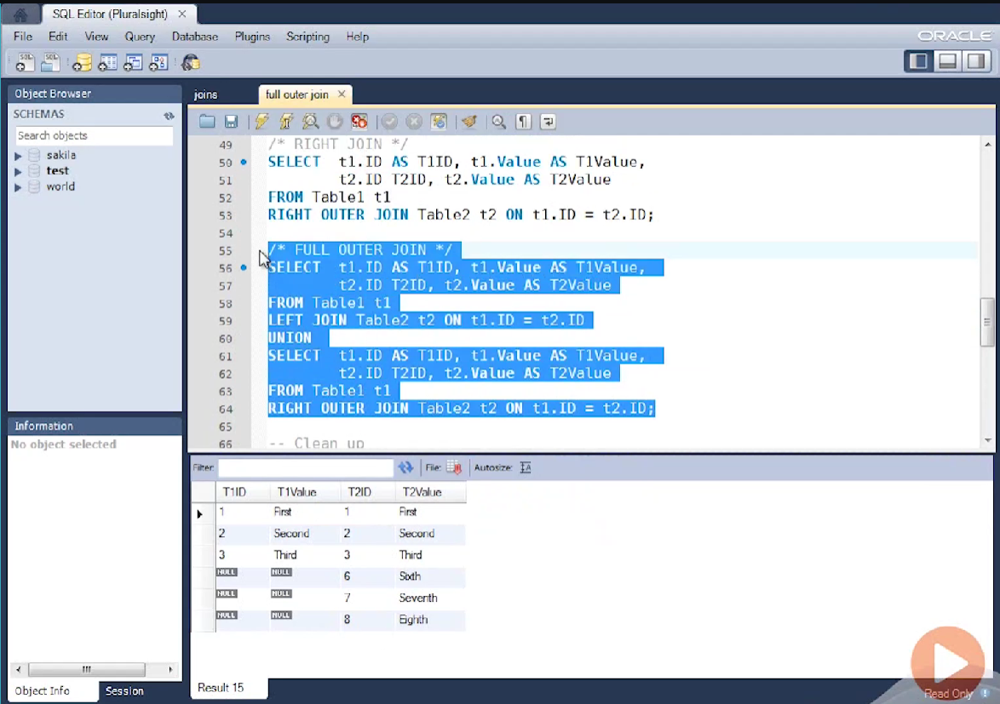 SQL Editor (Pluralsight) ×
File Edit View Query Database Plugins Scripting Help
ORACLE
Object Browser
SCHEMAS
Search objects
sakila
test
world
joins
full outer join ×
49 /* RIGHT JOIN */
50 SELECT t1.ID AS T1ID, t1.Value AS T1Value,
51 t2.ID T2ID, t2.Value AS T2Value
52 FROM Table1 t1
53 RIGHT OUTER JOIN Table2 t2 ON t1.ID = t2.ID;
54
55 /* FULL OUTER JOIN */
56 SELECT t1.ID AS T1ID, t1.Value AS T1Value,
57 t2.ID T2ID, t2.Value AS T2Value
58 FROM Table1 t1
59 LEFT JOIN Table2 t2 ON t1.ID = t2.ID
60 UNION
61 SELECT t1.ID AS T1ID, t1.Value AS T1Value,
62 t2.ID T2ID, t2.Value AS T2Value
63 FROM Table1 t1
64 RIGHT OUTER JOIN Table2 t2 ON t1.ID = t2.ID;
65
66 -- Clean up
Information
No object selected
Object Info Session
Filter: File: Autosize:
T1ID T1Value T2ID T2Value
1 First 1 First
2 Second 2 Second
3 Third 3 Third
NULL NULL 6 Sixth
NULL NULL 7 Seventh
NULL NULL 8 Eighth
Result 15
Read Only